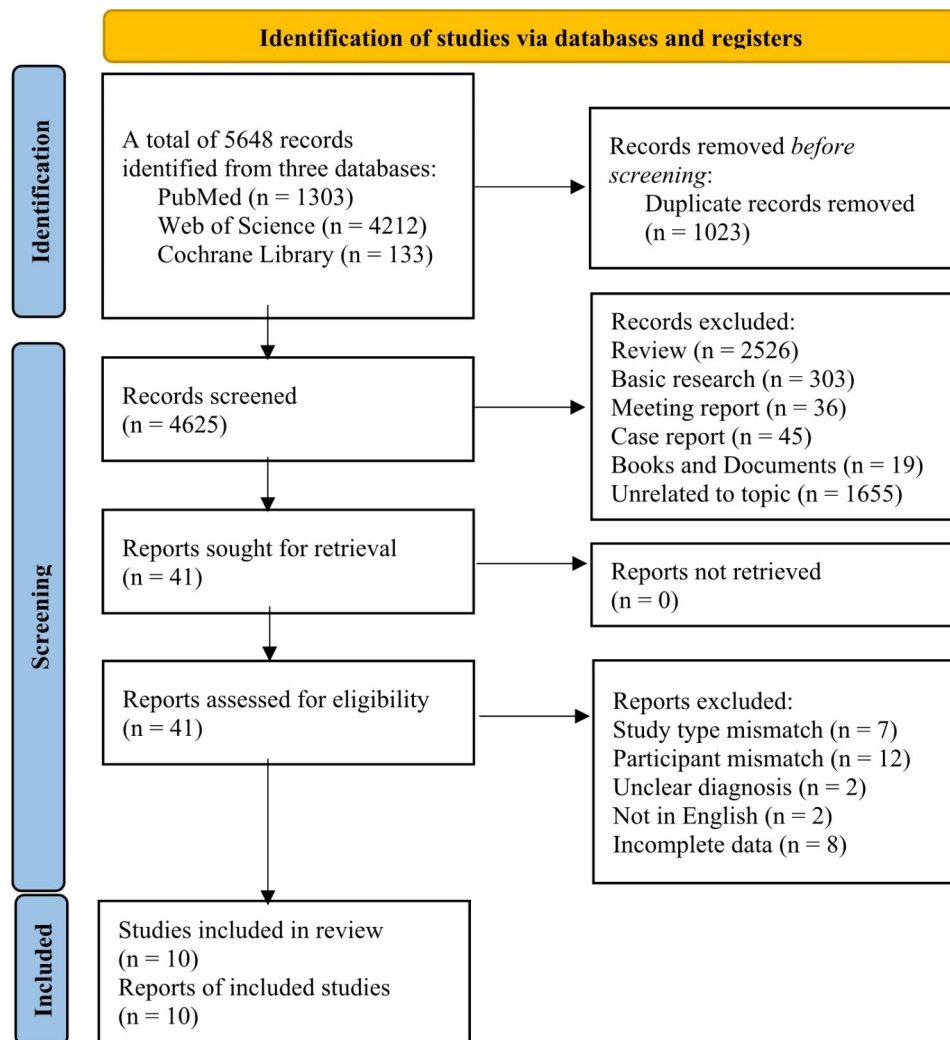 Identification of studies via databases and registers
Identification
A total of 5648 records
identified from three databases:
PubMed (n = 1303)
Web of Science (n = 4212)
Cochrane Library (n = 133)
Records removed before
screening:
Duplicate records removed
(n = 1023)
Screening
Records screened
(n = 4625)
Records excluded:
Review (n = 2526)
Basic research (n = 303)
Meeting report (n = 36)
Case report (n = 45)
Books and Documents (n = 19)
Unrelated to topic (n = 1655)
Reports sought for retrieval
(n = 41)
Reports not retrieved
(n = 0)
Reports assessed for eligibility
(n = 41)
Reports excluded:
Study type mismatch (n = 7)
Participant mismatch (n = 12)
Unclear diagnosis (n = 2)
Not in English (n = 2)
Incomplete data (n = 8)
Included
Studies included in review
(n = 10)
Reports of included studies
(n = 10)